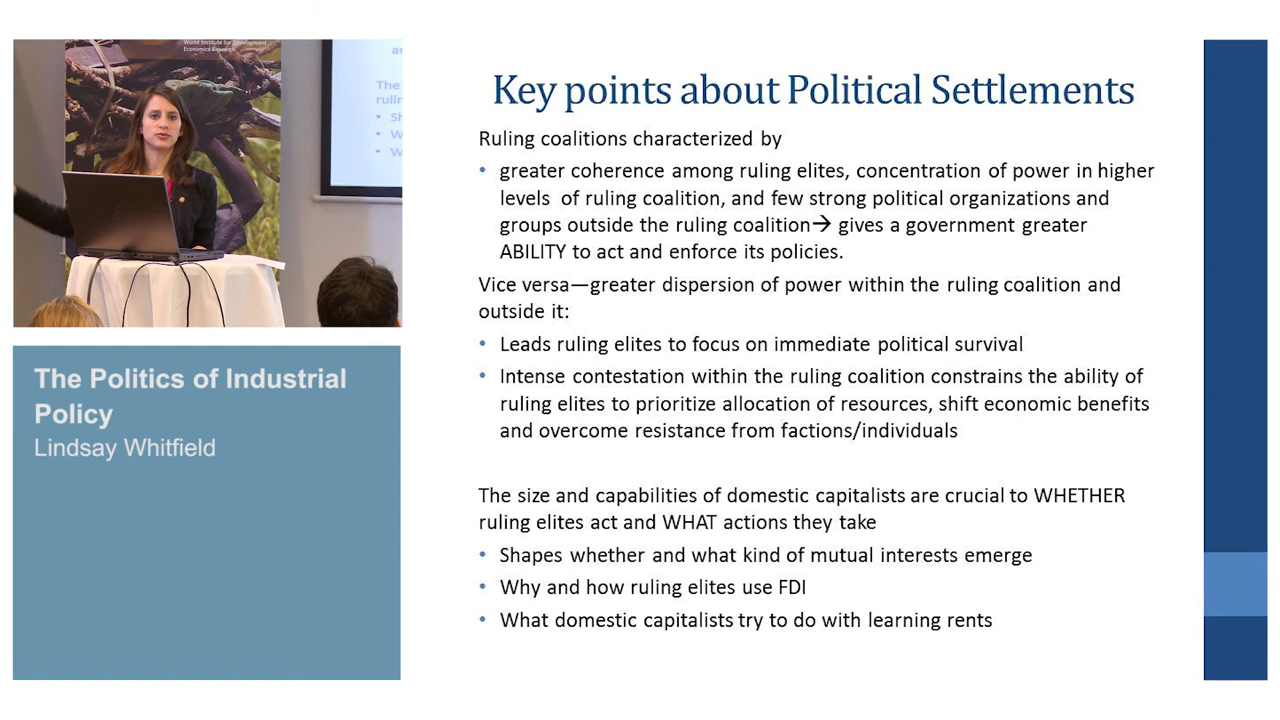 World Institute for Development
Economics Research
The
rulin
The Politics of Industrial
Policy
Lindsay Whitfield
Key points about Political Settlements
Ruling coalitions characterized by
• greater coherence among ruling elites, concentration of power in higher
levels of ruling coalition, and few strong political organizations and
groups outside the ruling coalition→ gives a government greater
ABILITY to act and enforce its policies.
Vice versa—greater dispersion of power within the ruling coalition and
outside it:
• Leads ruling elites to focus on immediate political survival
• Intense contestation within the ruling coalition constrains the ability of
ruling elites to prioritize allocation of resources, shift economic benefits
and overcome resistance from factions/individuals
The size and capabilities of domestic capitalists are crucial to WHETHER
ruling elites act and WHAT actions they take
• Shapes whether and what kind of mutual interests emerge
• Why and how ruling elites use FDI
• What domestic capitalists try to do with learning rents